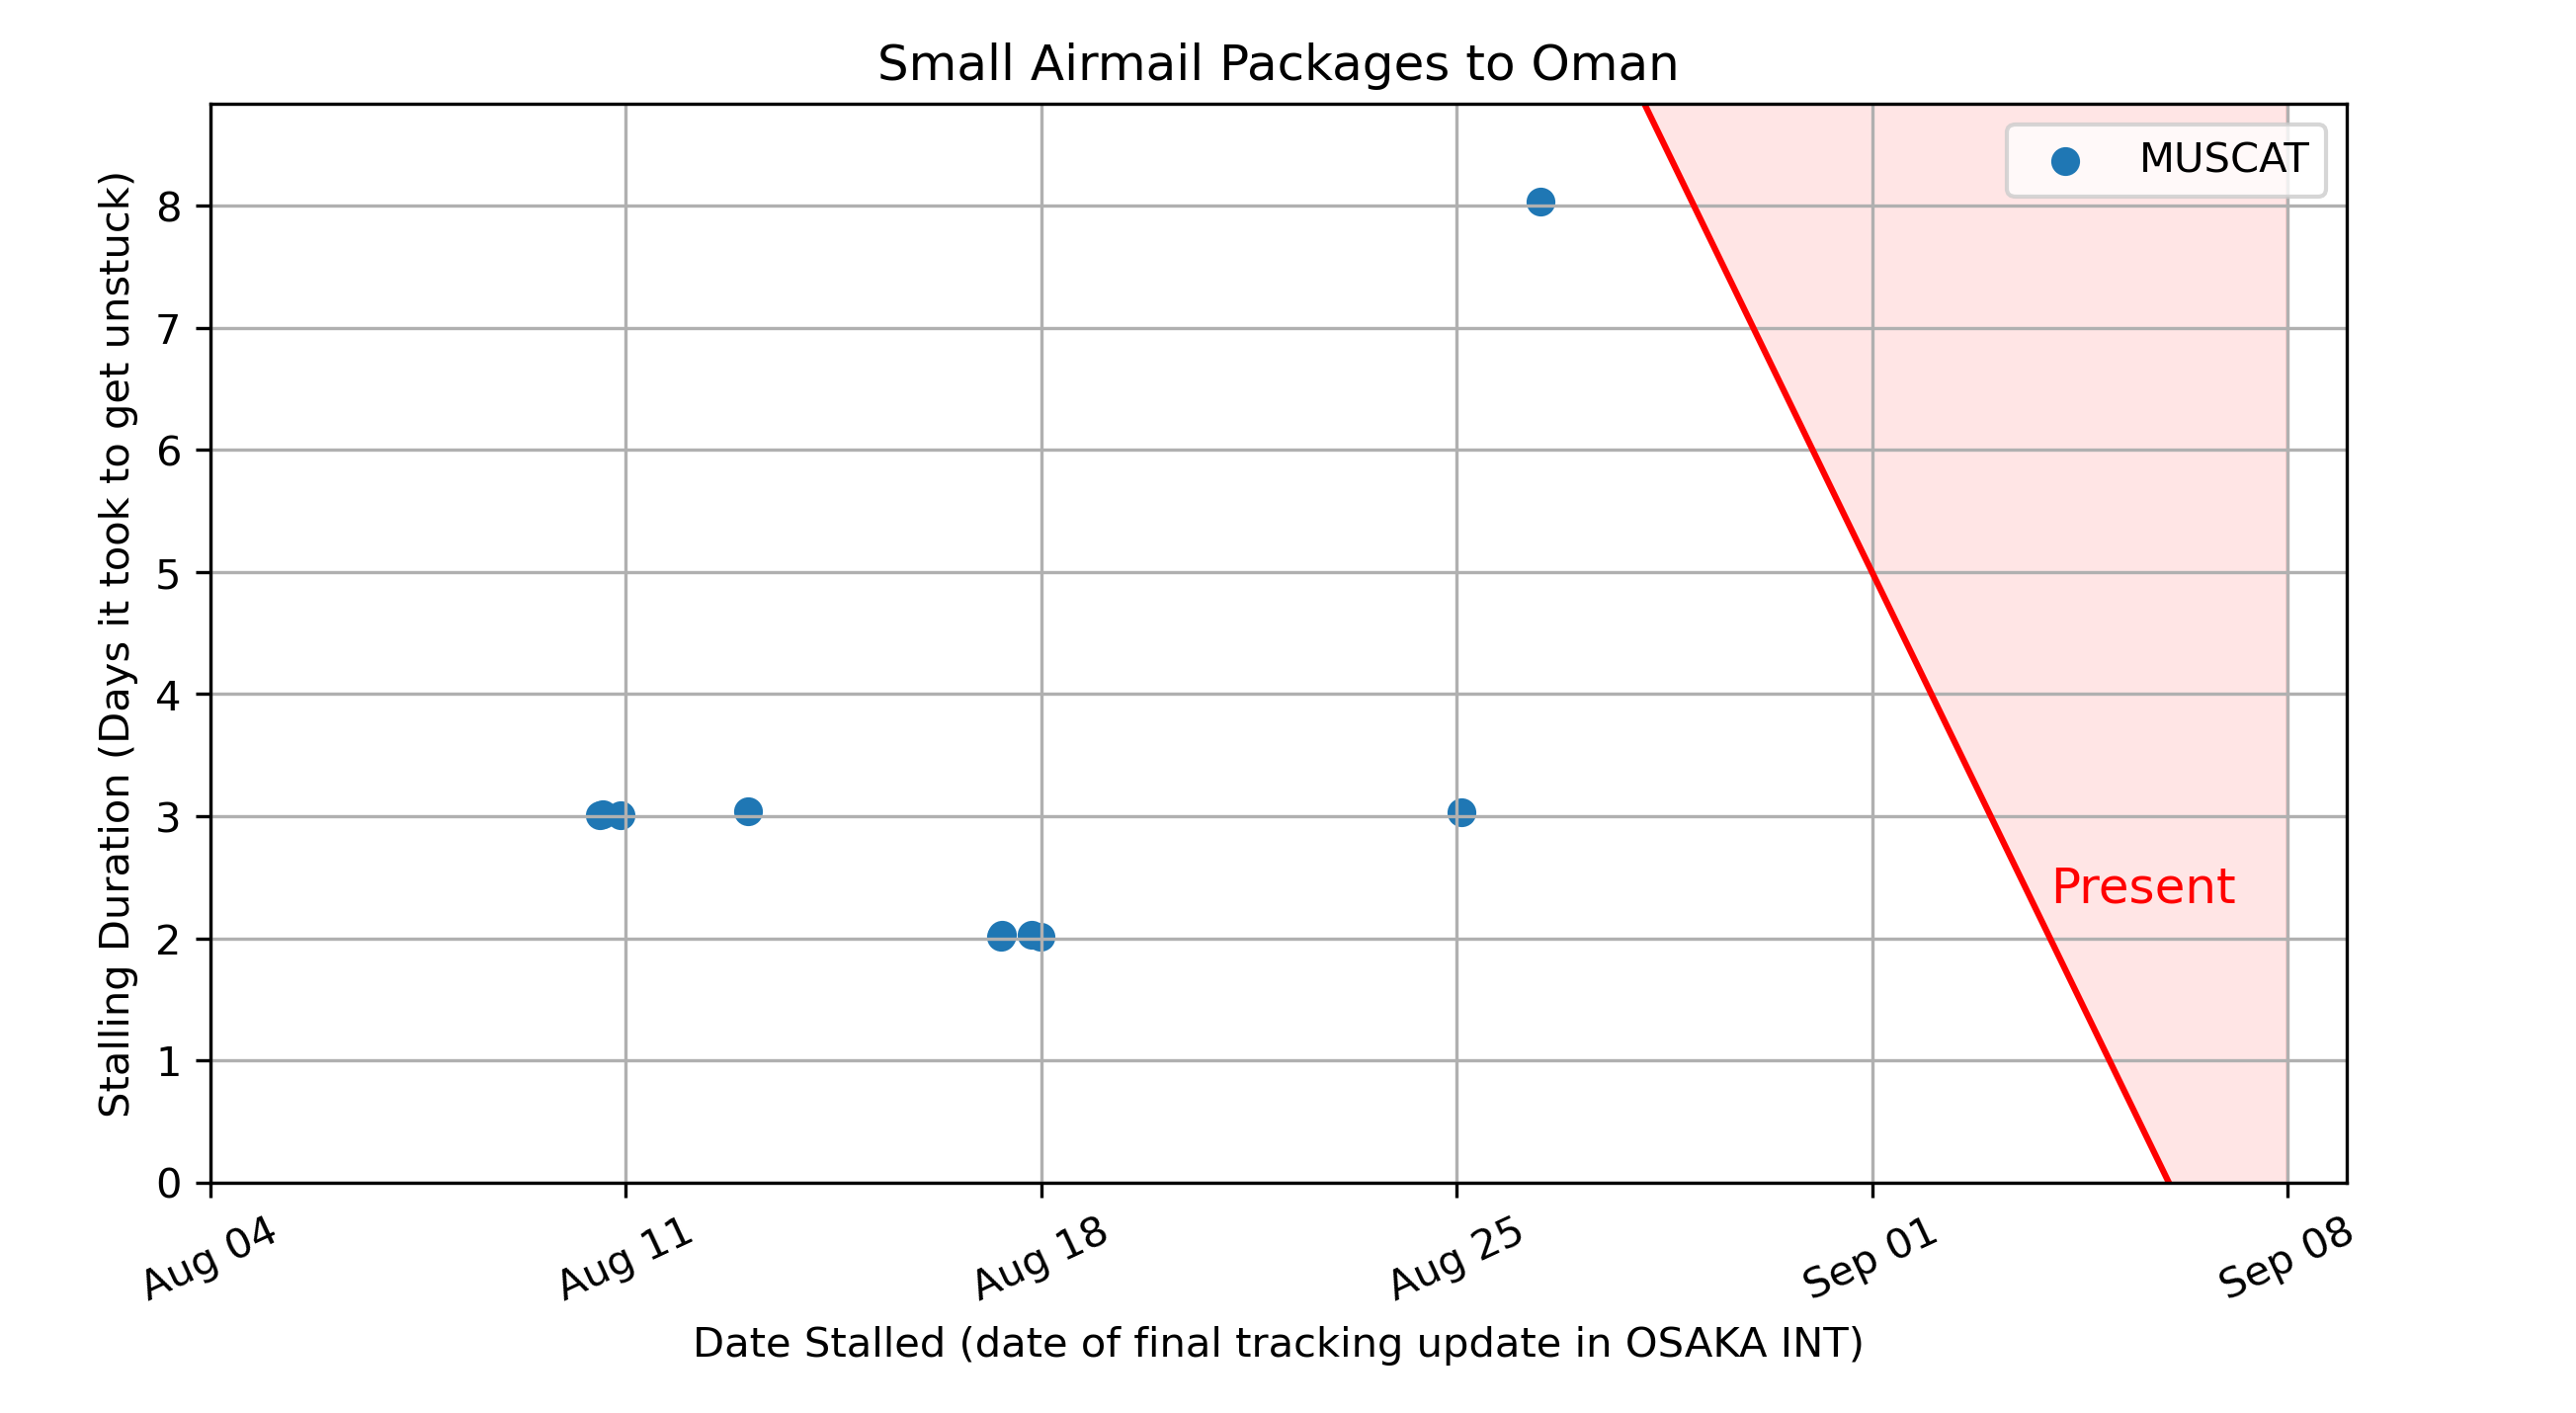 Small Airmail Packages to Oman
MUSCAT
Stalling Duration (Days it took to get unstuck)
8
7
6
5
4
3
2
1
0
Present
Aug 04
Aug 11
Aug 18
Aug 25
Sep 01
Sep 08
Date Stalled (date of final tracking update in OSAKA INT)